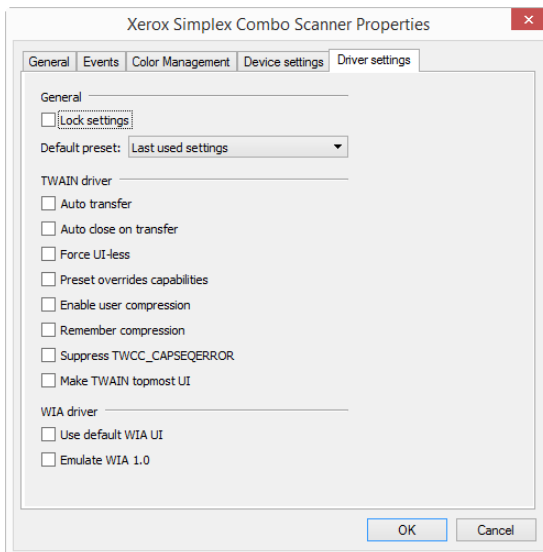 Xerox Simplex Combo Scanner Properties
General Events Color Management Device settings Driver settings
General
Lock settings
Default preset: Last used settings
TWAIN driver
Auto transfer
Auto close on transfer
Force UI-less
Preset overrides capabilities
Enable user compression
Remember compression
Suppress TWCC_CAPSEQERROR
Make TWAIN topmost UI
WIA driver
Use default WIA UI
Emulate WIA 1.0
OK Cancel